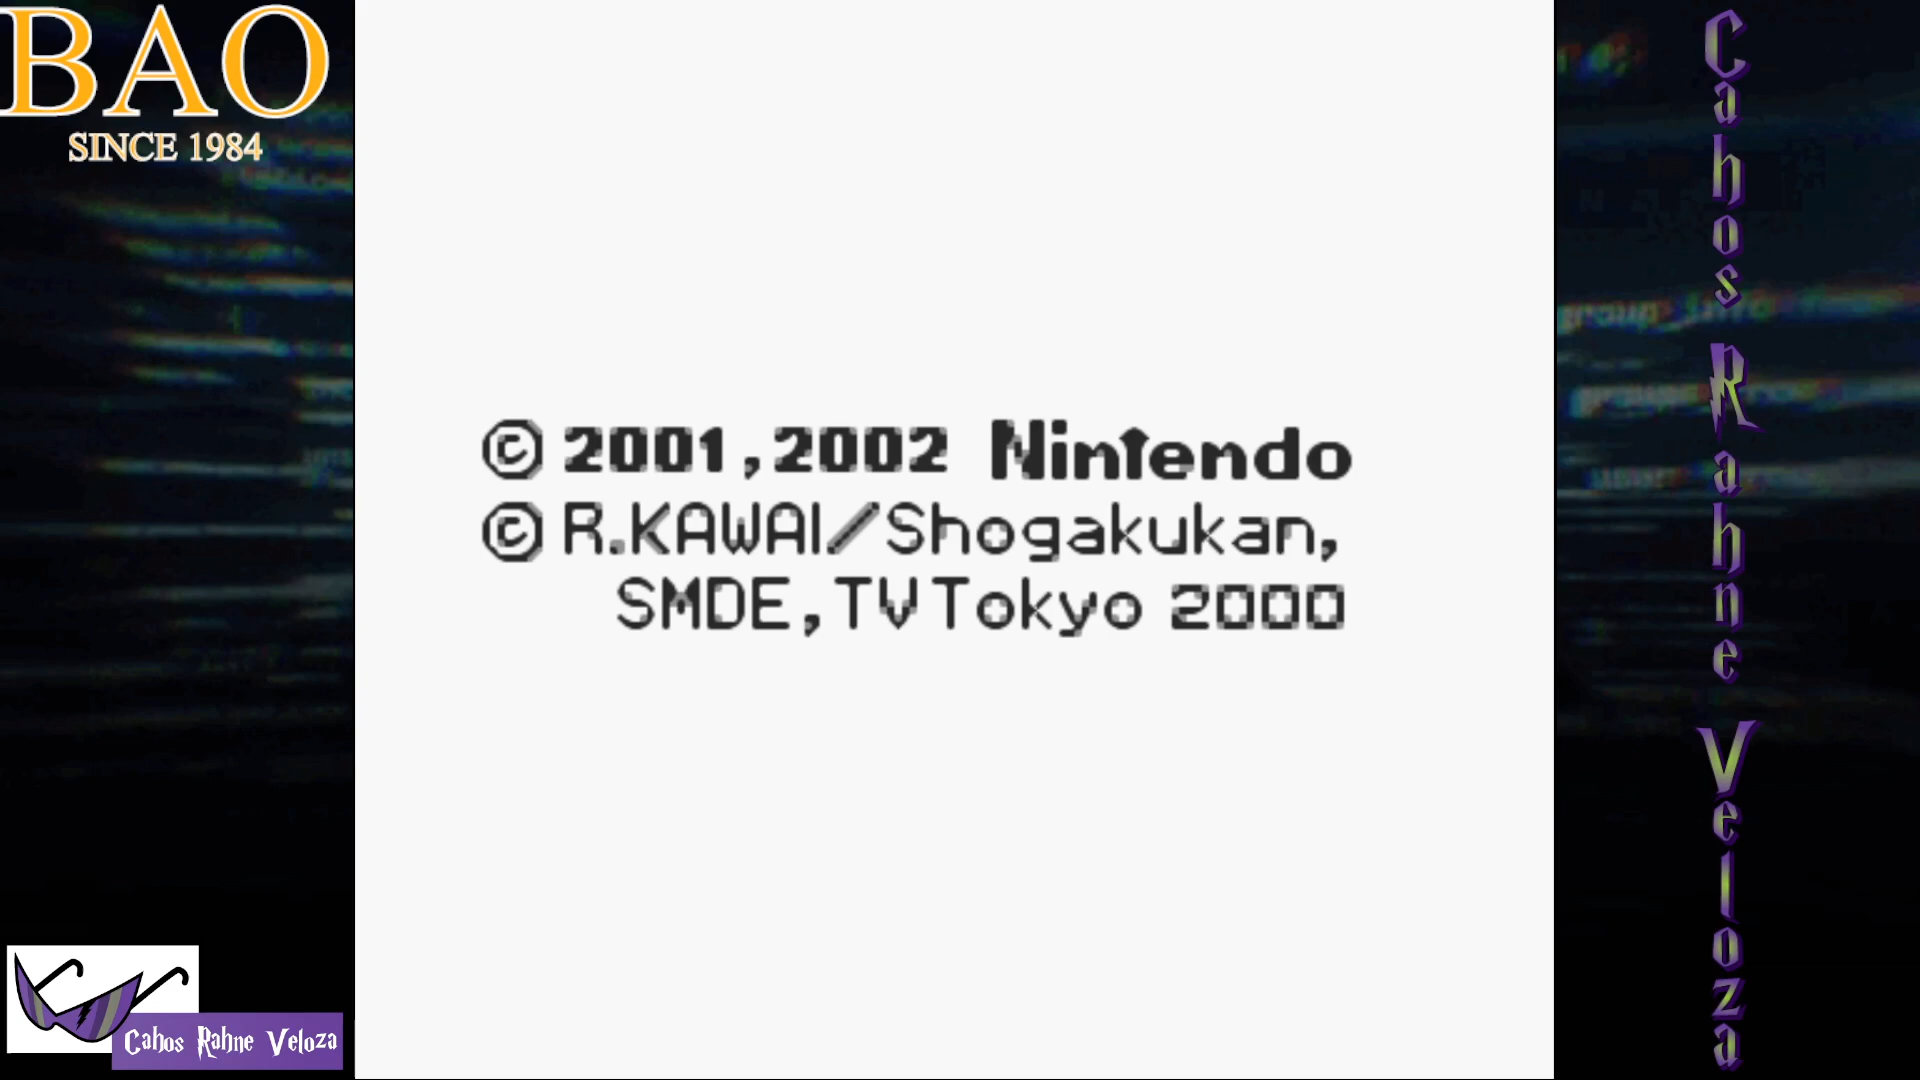 BAO
SINCE 1984
© 2001,2002 Nintendo
© R.KAWAI/Shogakukan,
SMDE,TV Tokyo 2000
Cahos Rahne Veloza
Cahos Rahne Veloza